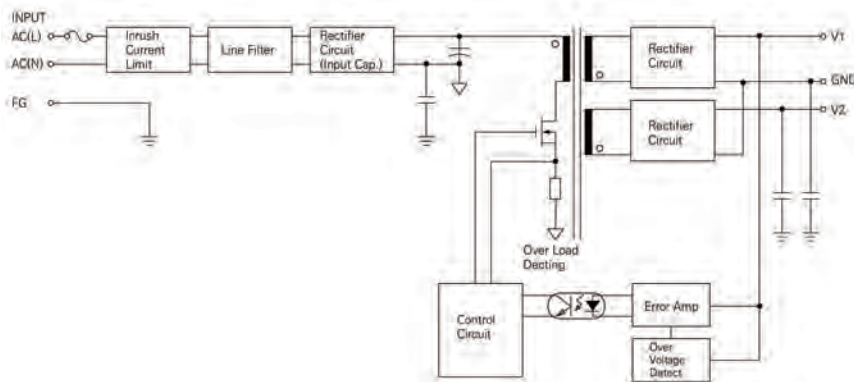 INPUT
AC(L)
AC(N)
FG
Inrush
Current
Limit
Line Filter
Rectifier
Circuit
(Input Cap.)
Rectifier
Circuit
Rectifier
Circuit
V1
GND
V2
Over Load
Decting
Control
Circuit
Error Amp
Over
Voltage
Detect